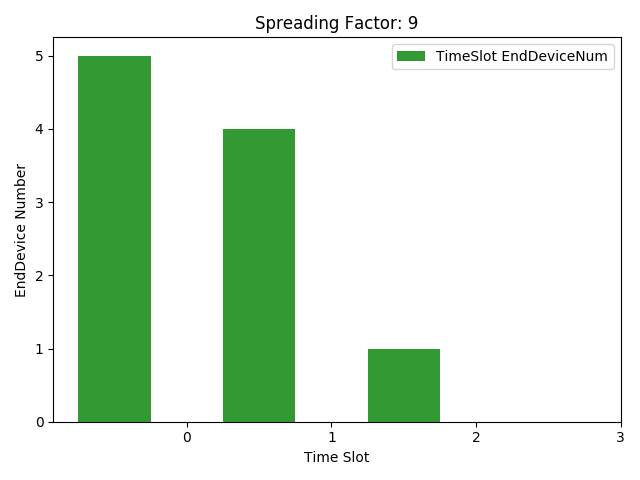 Spreading Factor: 9
TimeSlot EndDeviceNum
EndDevice Number
5
4
3
2
1
0
0 1 2 3
Time Slot